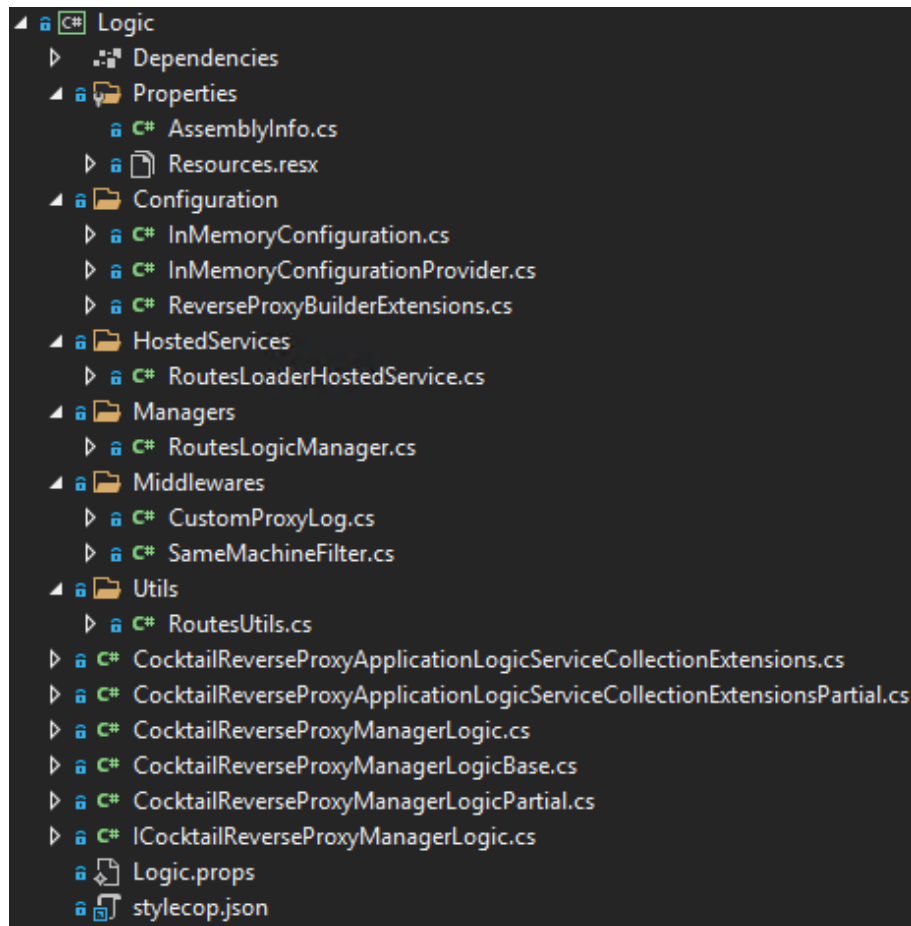 C# Logic
Dependencies
Properties
C# AssemblyInfo.cs
Resources.resx
Configuration
C# InMemoryConfiguration.cs
C# InMemoryConfigurationProvider.cs
C# ReverseProxyBuilderExtensions.cs
HostedServices
C# RoutesLoaderHostedService.cs
Managers
C# RoutesLogicManager.cs
Middlewares
C# CustomProxyLog.cs
C# SameMachineFilter.cs
Utils
C# RoutesUtils.cs
C# CocktailReverseProxyApplicationLogicServiceCollectionExtensions.cs
C# CocktailReverseProxyApplicationLogicServiceCollectionExtensionsPartial.cs
C# CocktailReverseProxyManagerLogic.cs
C# CocktailReverseProxyManagerLogicBase.cs
C# CocktailReverseProxyManagerLogicPartial.cs
C# ICocktailReverseProxyManagerLogic.cs
Logic.props
stylecop.json